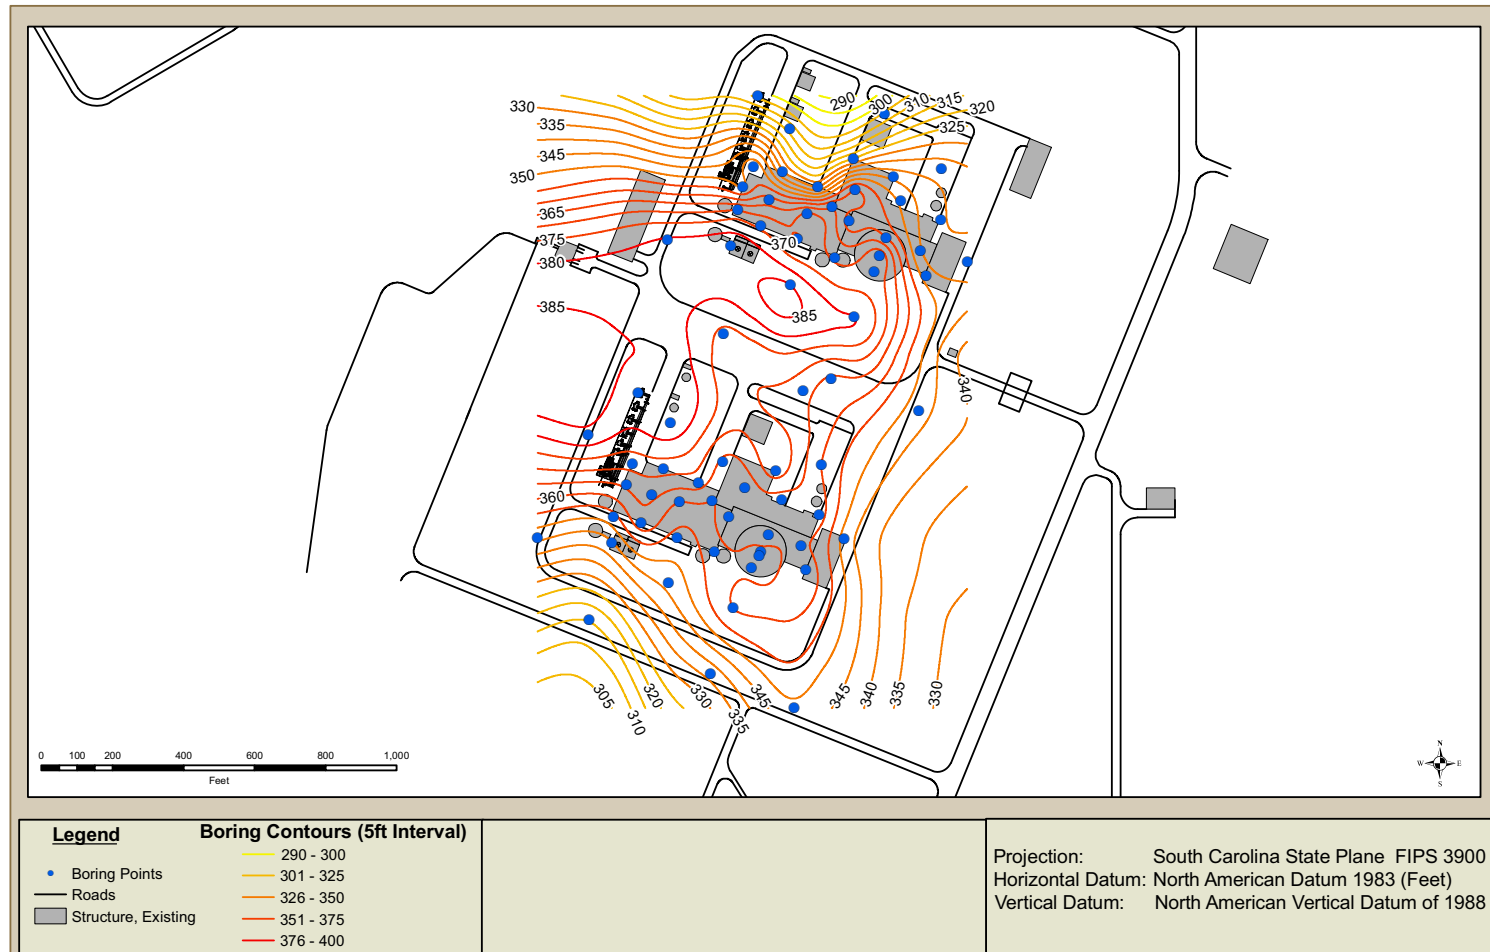 290
300
310
315
320
325
330
335
345
350
365
375
380
370
385
385
340
360
305
310
320
330
335
345
345
340
335
330
0 100 200 400 600 800 1,000
Feet
N
W E
S
Legend
Boring Points
Roads
Structure, Existing
Boring Contours (5ft Interval)
290 - 300
301 - 325
326 - 350
351 - 375
376 - 400
Projection: South Carolina State Plane FIPS 3900
Horizontal Datum: North American Datum 1983 (Feet)
Vertical Datum: North American Vertical Datum of 1988